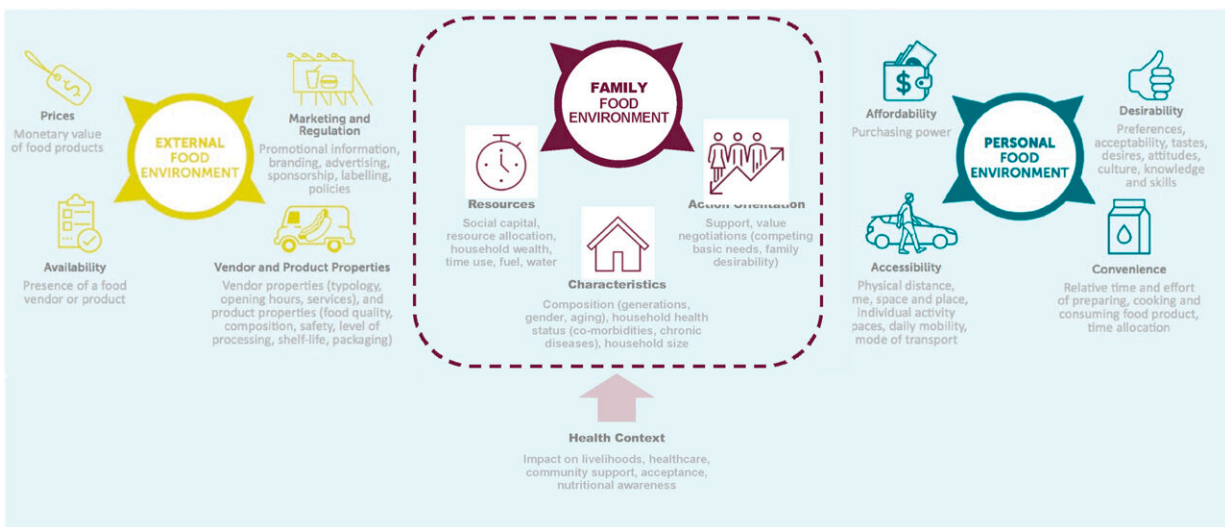 Prices
Monetary value
of food products
EXTERNAL
FOOD
ENVIRONMENT
Marketing and
Regulation
Promotional information,
branding, advertising,
sponsorship, labelling,
policies
Availability
Presence of a food
vendor or product
Vendor and Product Properties
Vendor properties (typology,
opening hours, services), and
product properties (food quality,
composition, safety, level of
processing, shelf-life, packaging)
FAMILY
FOOD
ENVIRONMENT
Resources
Social capital,
resource allocation,
household wealth,
time use, fuel, water
Action Orientation
Support, value
negotiations (competing
basic needs, family
desirability)
Characteristics
Composition (generations,
gender, aging), household health
status (co-morbidities, chronic
diseases), household size
Health Context
Impact on livelihoods, healthcare,
community support, acceptance,
nutritional awareness
$
Affordability
Purchasing power
PERSONAL
FOOD
ENVIRONMENT
Desirability
Preferences,
acceptability, tastes,
desires, attitudes,
culture, knowledge
and skills
Accessibility
Physical distance,
me, space and place,
individual activity
paces, daily mobility,
mode of transport
Convenience
Relative time and effort
of preparing, cooking and
consuming food product,
time allocation